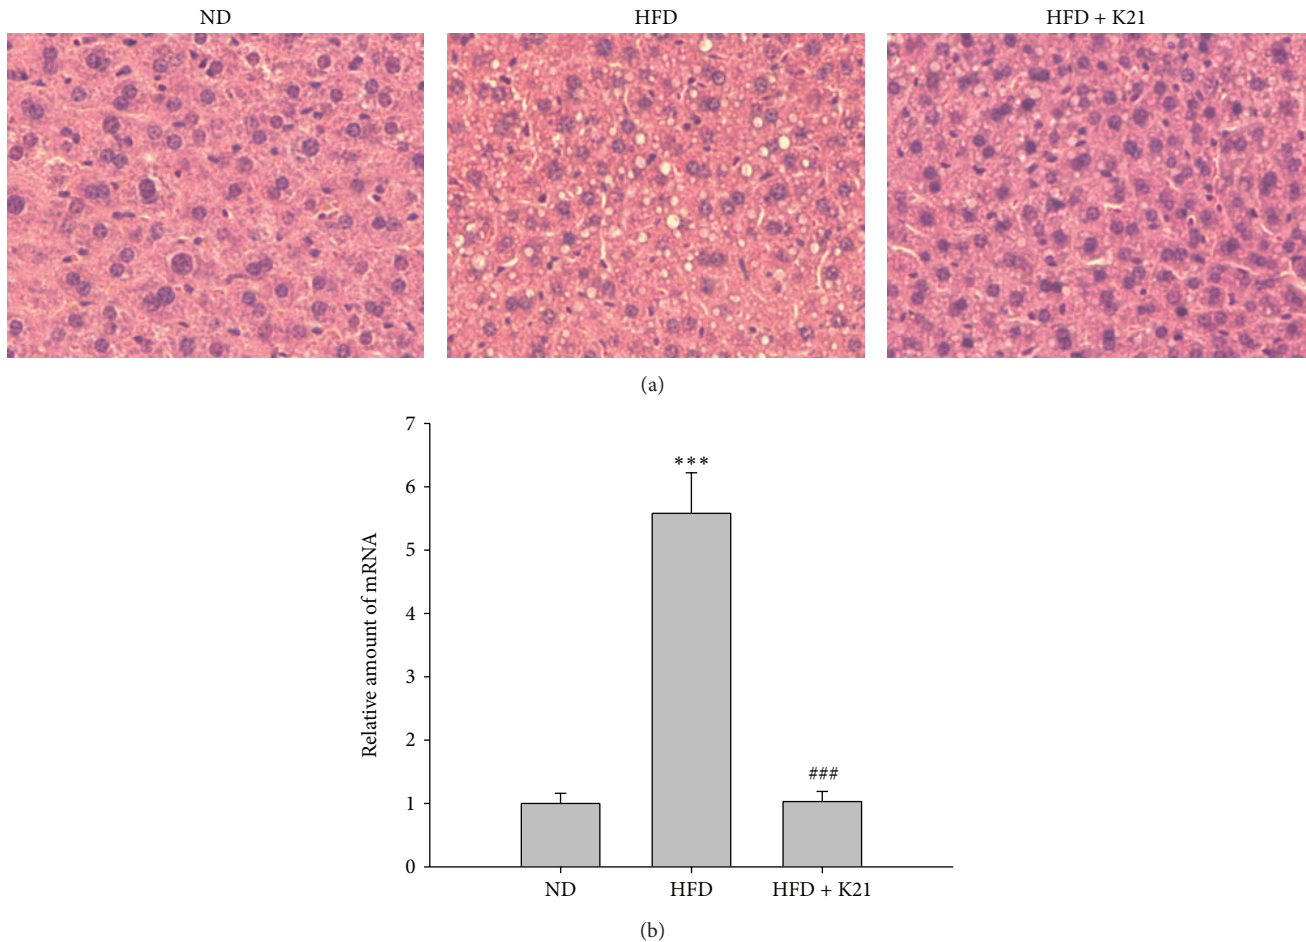 ND
HFD
HFD + K21
(a)
Relative amount of mRNA
7
6
5
4
3
2
1
0
***
###
ND
HFD
HFD + K21
(b)